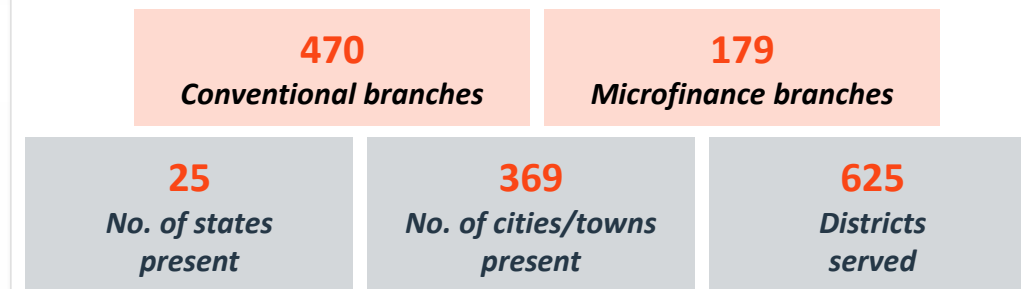 470
Conventional branches
179
Microfinance branches
25
No. of states
present
369
No. of cities/towns
present
625
Districts
served